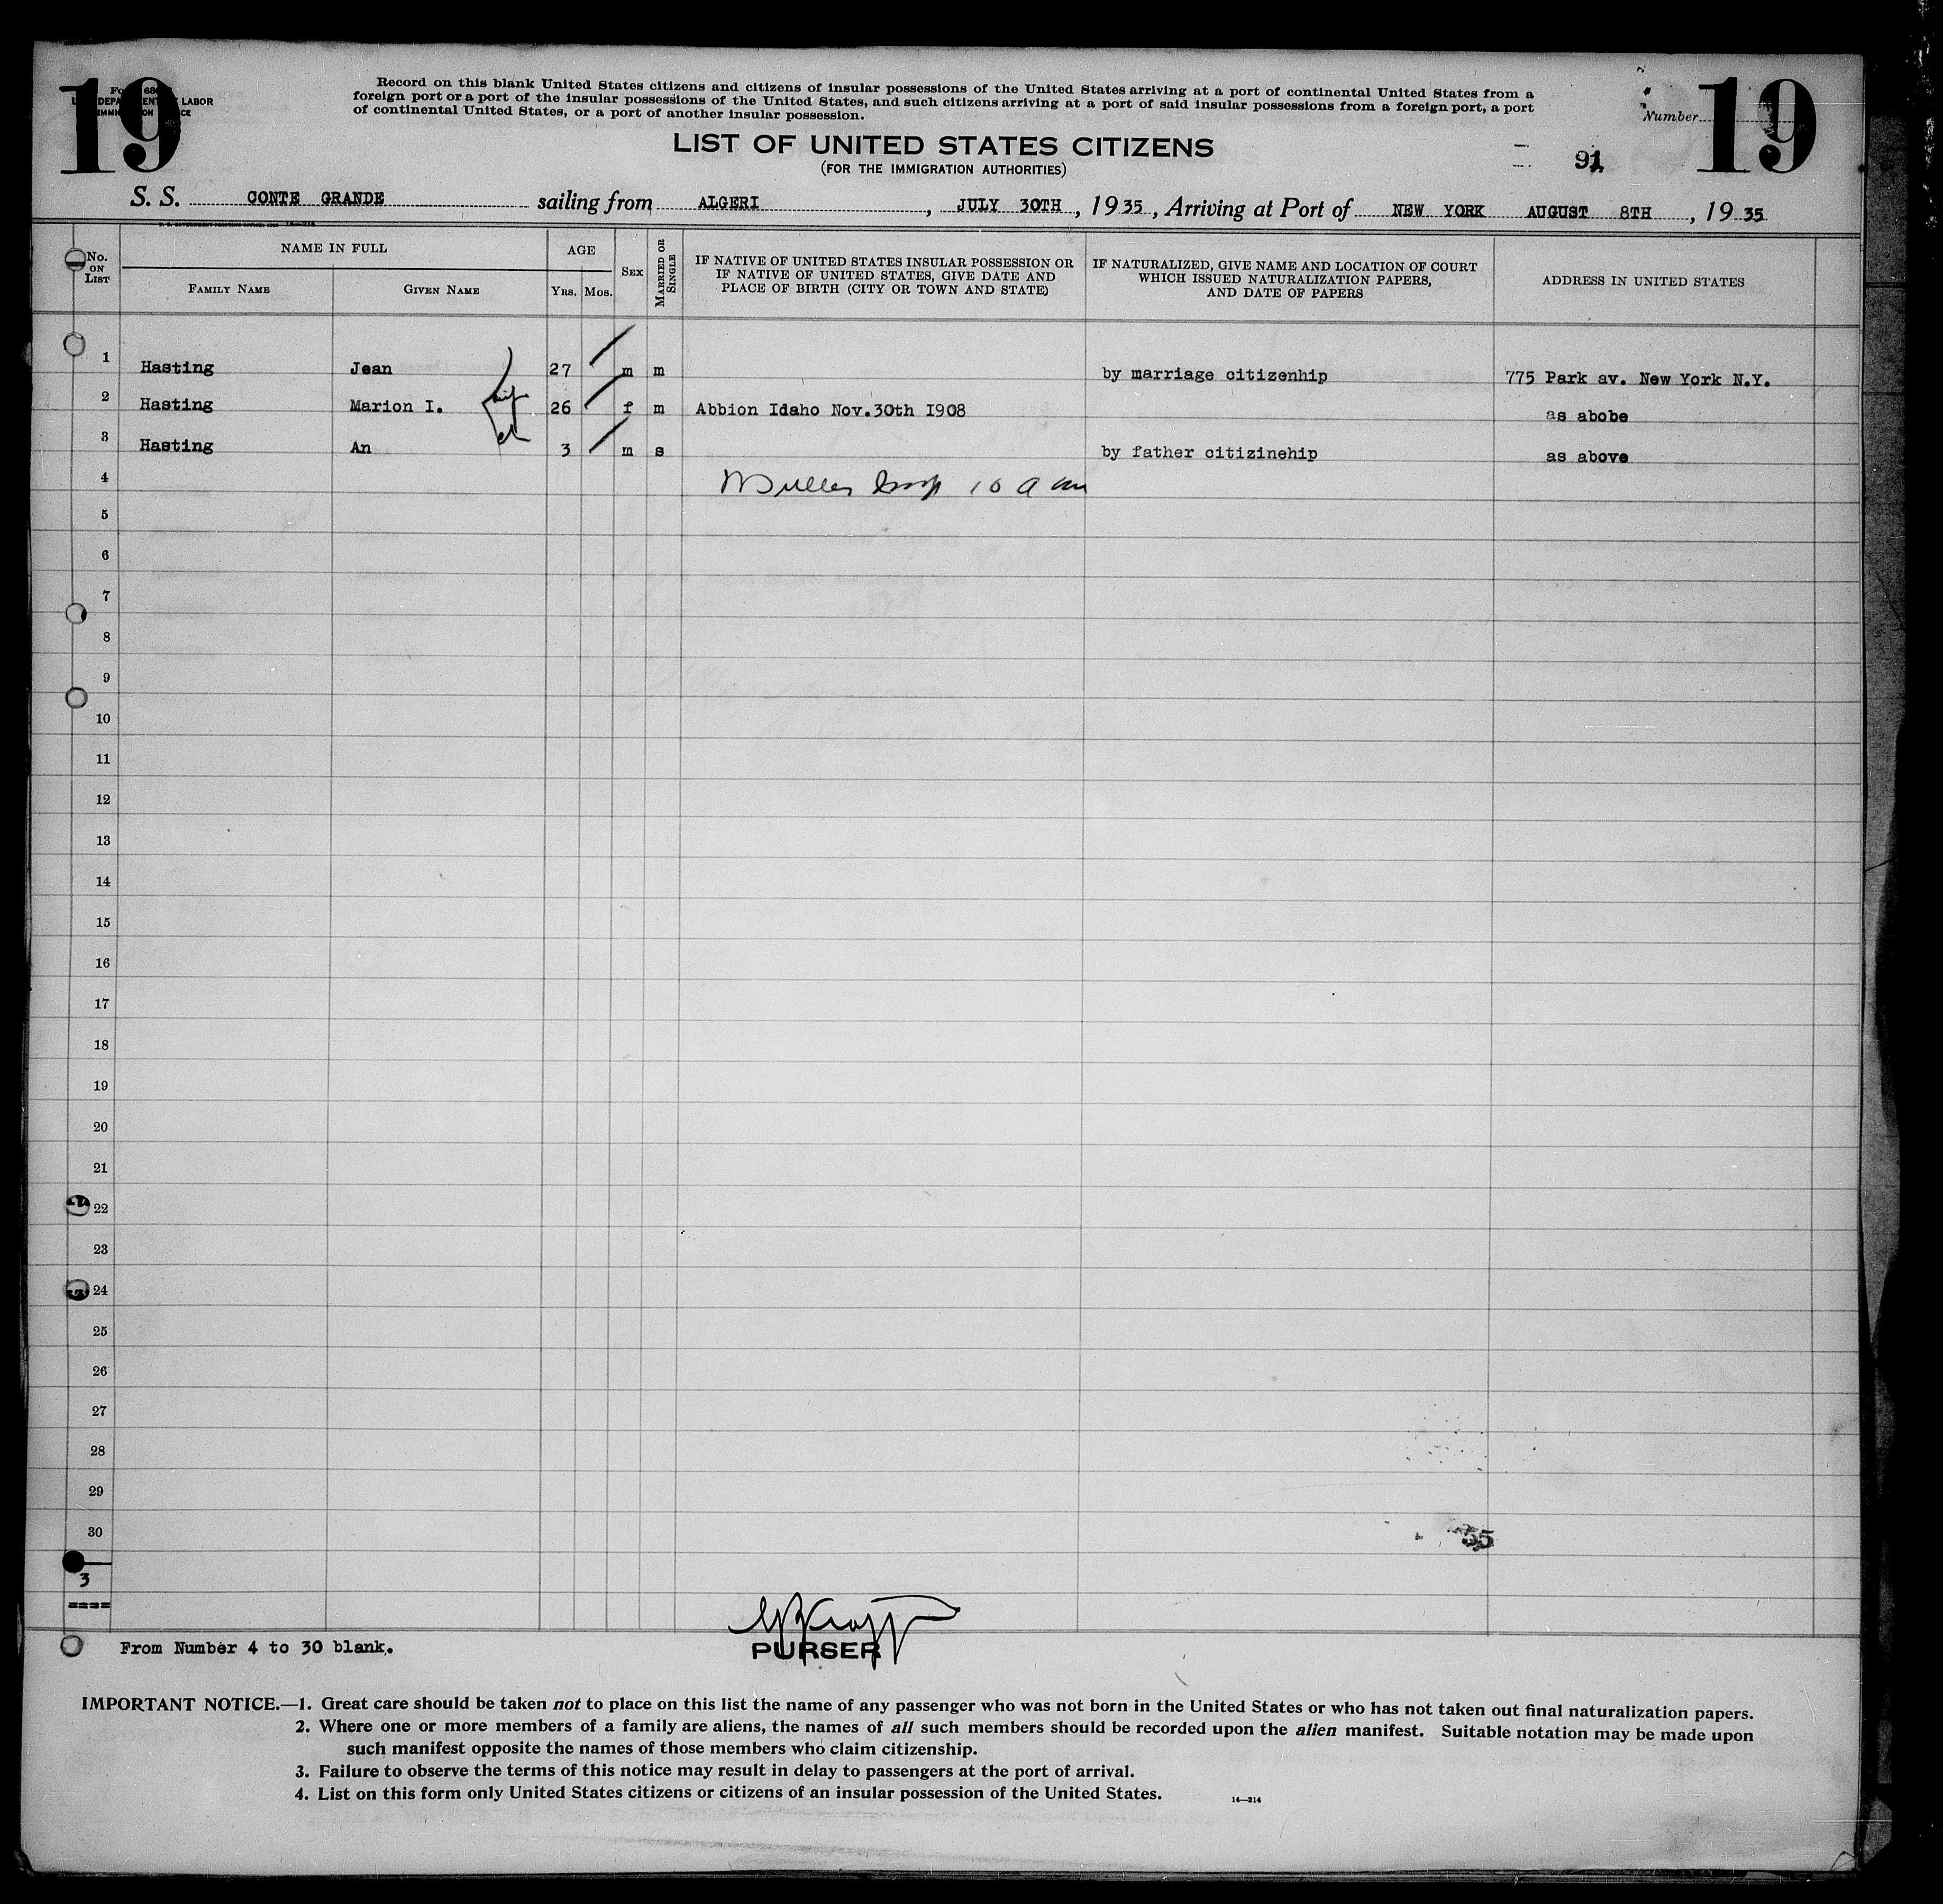 19
19
LABOR
Number
Record on this blank United States citizens and citizens of insular possessions of the United States arriving at a port of continental United States from a
foreign port or a port of the insular possessions of the United States, and such citizens arriving at a port of said insular possessions from a foreign port, a port
of continental United States, or a port of another insular possession.
LIST OF UNITED STATES CITIZENS
(FOR THE IMMIGRATION AUTHORITIES)
91
S. S. CONTE GRANDE sailing from ALGERI, JULY 30TH, 1935, Arriving at Port of NEW YORK AUGUST 8TH, 1935
No. on List
NAME IN FULL
Family Name
Given Name
AGE
Yrs. Mos.
Sex
Married or Single
IF NATIVE OF UNITED STATES INSULAR POSSESSION OR
IF NATIVE OF UNITED STATES, GIVE DATE AND
PLACE OF BIRTH (CITY OR TOWN AND STATE)
IF NATURALIZED, GIVE NAME AND LOCATION OF COURT
WHICH ISSUED NATURALIZATION PAPERS,
AND DATE OF PAPERS
ADDRESS IN UNITED STATES
1 Hasting Jean 27 m m by marriage citizenhip 775 Park av. New York N.Y.
2 Hasting Marion I. 26 f m Abbion Idaho Nov.30th I908 as abobe
3 Hasting An 3 m s by father citizinehip as above
4 10 a m
5
6
7
8
9
10
11
12
13
14
15
16
17
18
19
20
21
22
23
24
25
26
27
28
29
30
35
3
====
PURSER
From Number 4 to 30 blank.
IMPORTANT NOTICE.—1. Great care should be taken not to place on this list the name of any passenger who was not born in the United States or who has not taken out final naturalization papers.
2. Where one or more members of a family are aliens, the names of all such members should be recorded upon the alien manifest. Suitable notation may be made upon
such manifest opposite the names of those members who claim citizenship.
3. Failure to observe the terms of this notice may result in delay to passengers at the port of arrival.
4. List on this form only United States citizens or citizens of an insular possession of the United States.
14—214